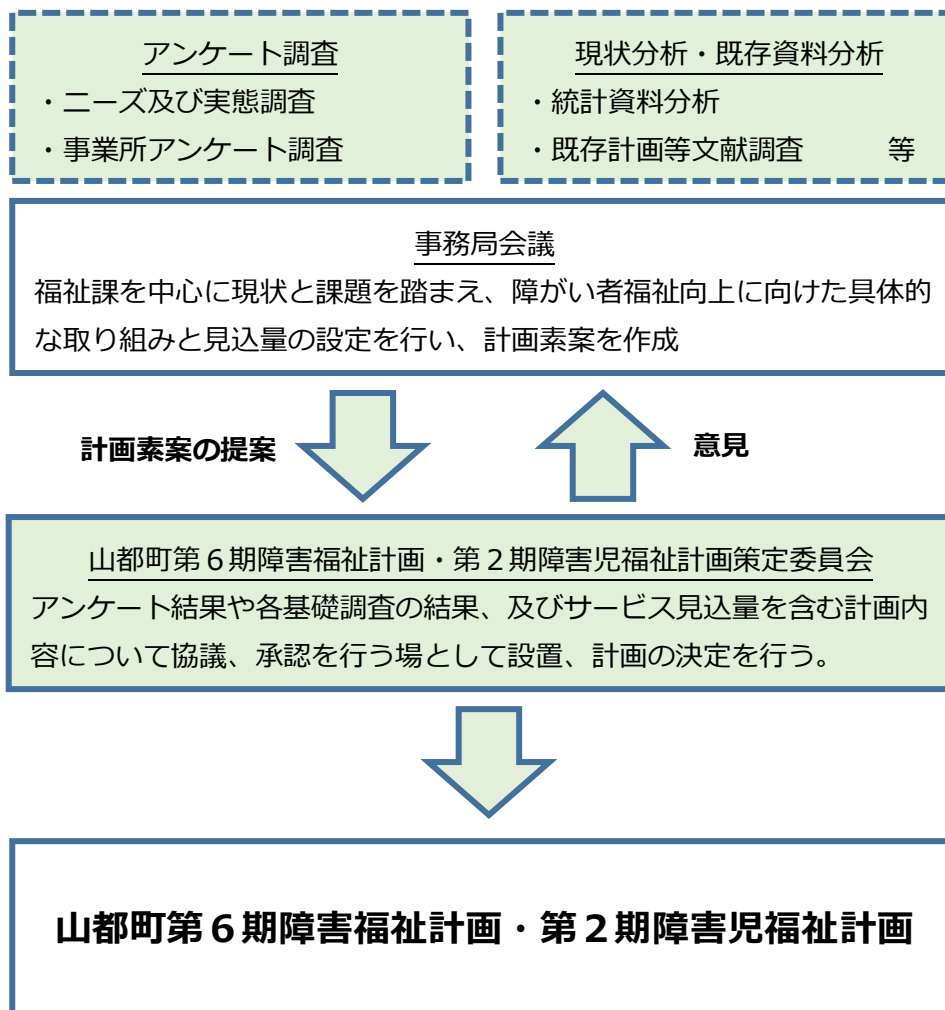 アンケート調査
・ニーズ及び実態調査
・事業所アンケート調査
現状分析・既存資料分析
・統計資料分析
・既存計画等文献調査　　等
事務局会議
福祉課を中心に現状と課題を踏まえ、障がい者福祉向上に向けた具体的
な取り組みと見込量の設定を行い、計画素案を作成
計画素案の提案
意見
山都町第６期障害福祉計画・第２期障害児福祉計画策定委員会
アンケート結果や各基礎調査の結果、及びサービス見込量を含む計画内
容について協議、承認を行う場として設置、計画の決定を行う。
山都町第６期障害福祉計画・第２期障害児福祉計画